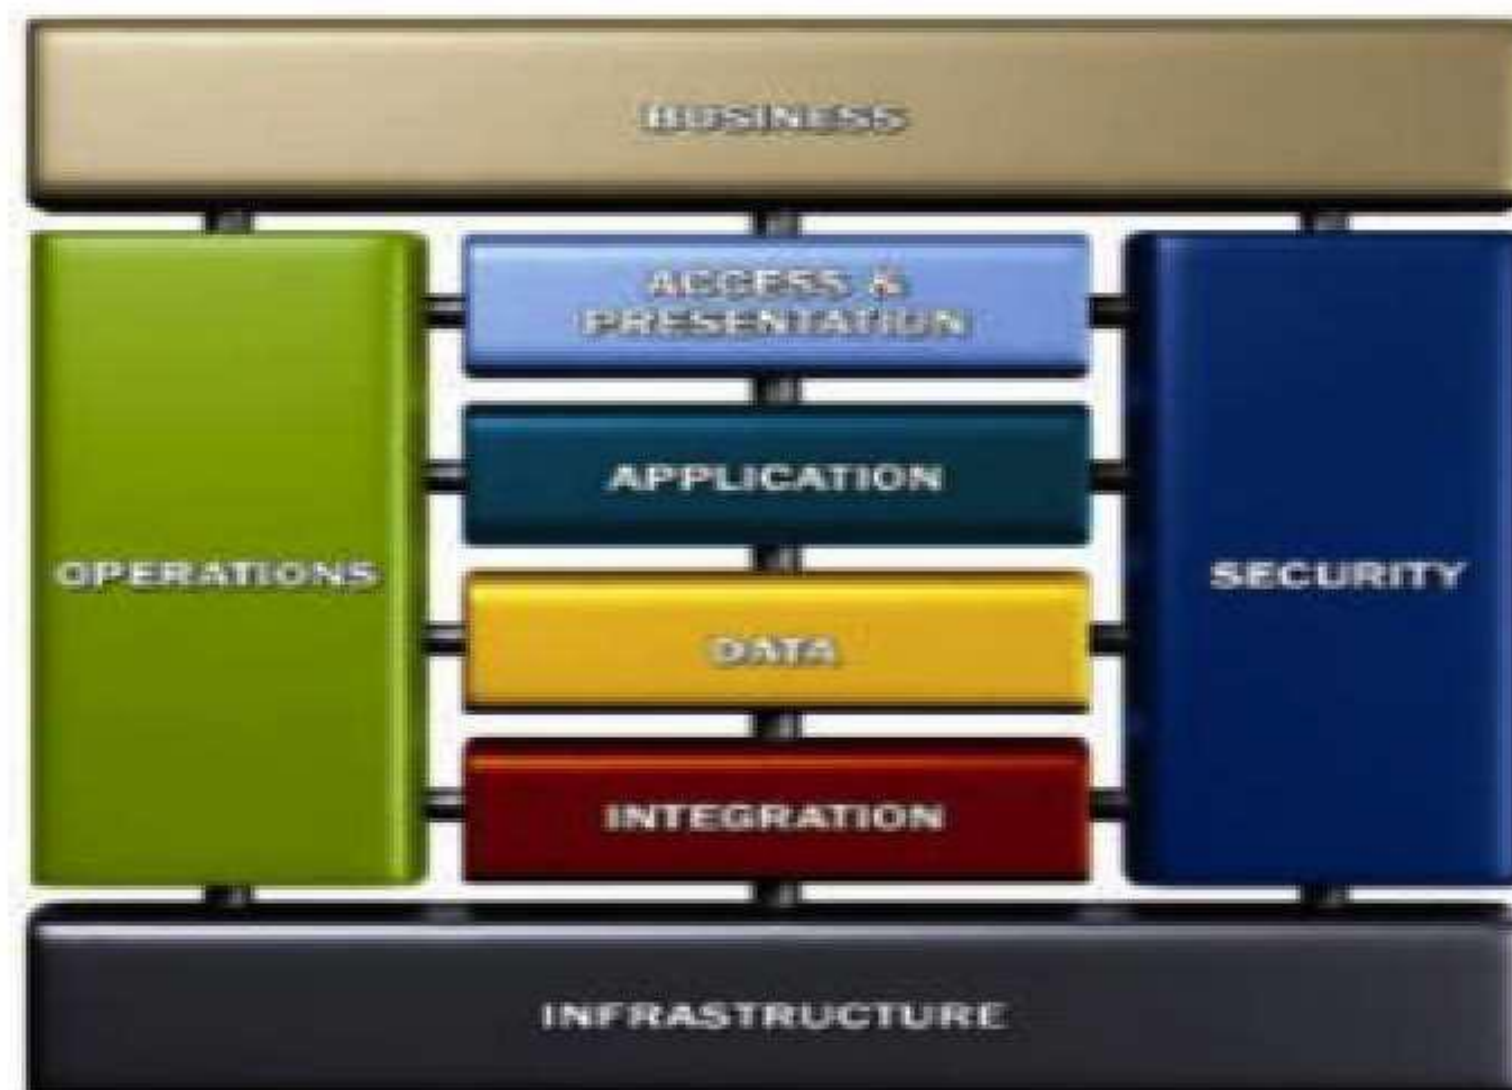 BUSINESS
ACCESS &
PRESENTATION
APPLICATION
OPERATIONS
SECURITY
DATA
INTEGRATION
INFRASTRUCTURE